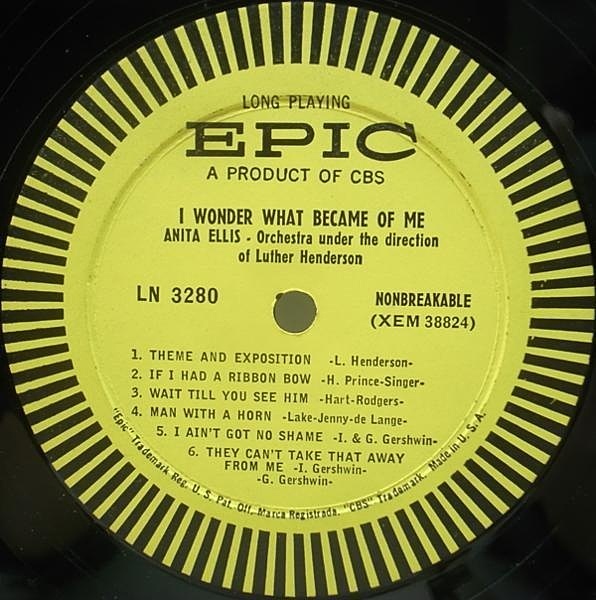 LONG PLAYING
EPIC
A PRODUCT OF CBS
I WONDER WHAT BECAME OF ME
ANITA ELLIS - Orchestra under the direction
of Luther Henderson
LN 3280
NONBREAKABLE
(XEM 38824)
1. THEME AND EXPOSITION -L. Henderson-
2. IF I HAD A RIBBON BOW -H. Prince-Singer-
3. WAIT TILL YOU SEE HIM -Hart-Rodgers-
4. MAN WITH A HORN -Lake-Jenny-de Lange-
5. I AIN'T GOT NO SHAME -I. & G. Gershwin-
6. THEY CAN'T TAKE THAT AWAY
FROM ME -I. Gershwin-
-G. Gershwin-
"Epic" Trademark Reg. U. S. Pat. Off. Marca Registrada. "CBS" Trademark. Made in U. S. A.